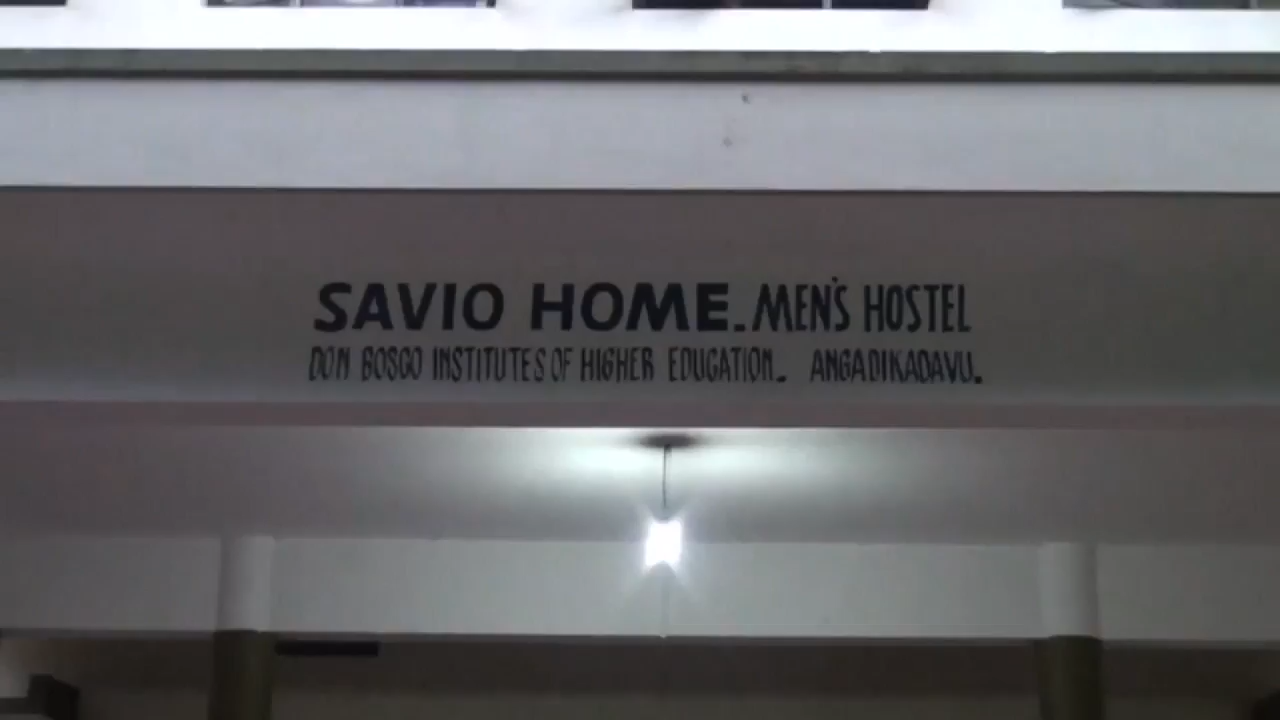 SAVIO HOME. MEN'S HOSTEL
DON BOSCO INSTITUTES OF HIGHER EDUCATION. ANGADIKADAVU.